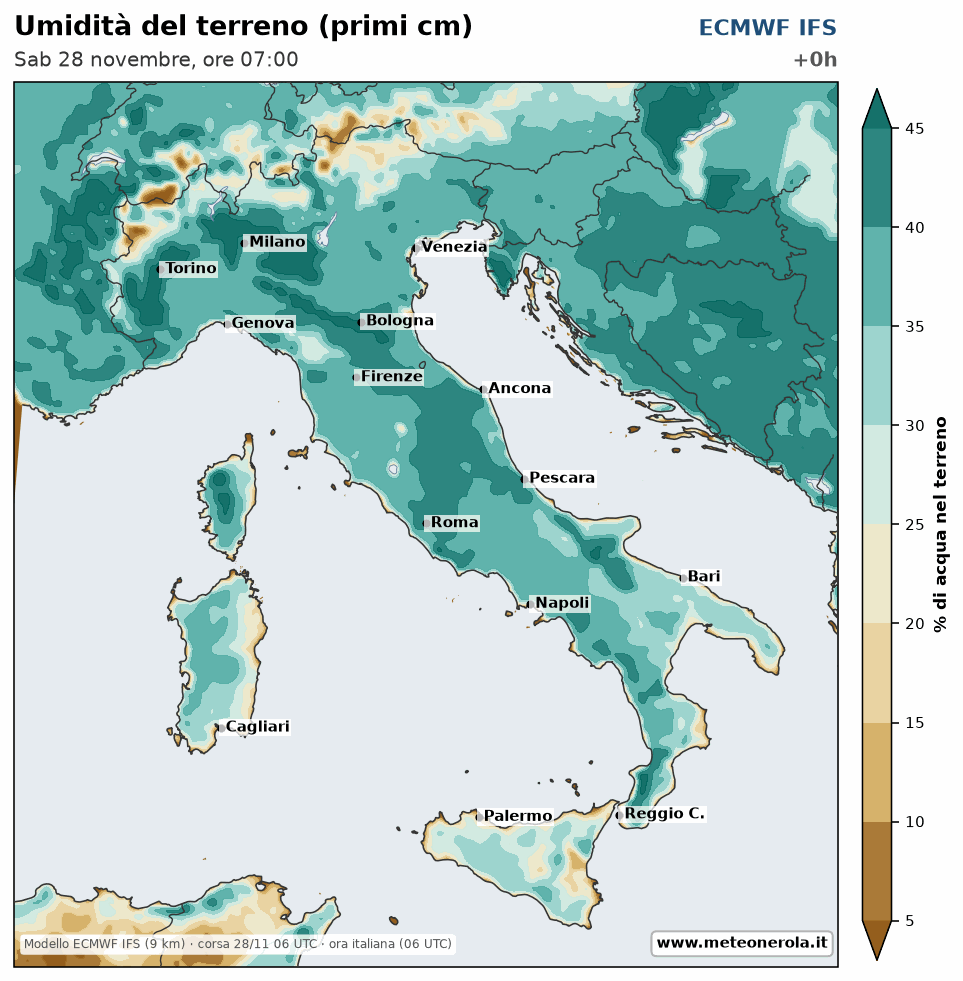 Umidità del terreno (primi cm)
ECMWF IFS
Sab 28 novembre, ore 07:00
+0h
45
40
35
30
25
20
15
10
5
% di acqua nel terreno
Milano
Venezia
Torino
Genova
Bologna
Firenze
Ancona
Pescara
Roma
Bari
Napoli
Cagliari
Palermo
Reggio C.
Modello ECMWF IFS (9 km) · corsa 28/11 06 UTC · ora italiana (06 UTC)
www.meteonerola.it